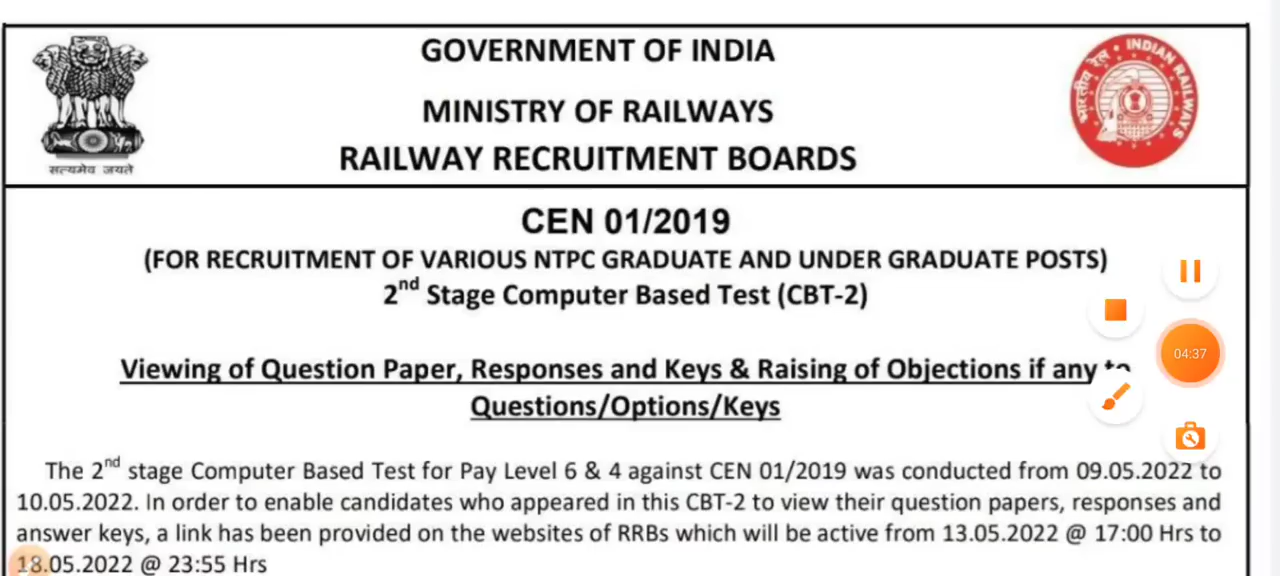 GOVERNMENT OF INDIA
MINISTRY OF RAILWAYS
RAILWAY RECRUITMENT BOARDS
सत्यमेव जयते
भारतीय रेल • INDIAN RAILWAYS
CEN 01/2019
(FOR RECRUITMENT OF VARIOUS NTPC GRADUATE AND UNDER GRADUATE POSTS)
2nd Stage Computer Based Test (CBT-2)
Viewing of Question Paper, Responses and Keys & Raising of Objections if any to
Questions/Options/Keys
04:37
The 2nd stage Computer Based Test for Pay Level 6 & 4 against CEN 01/2019 was conducted from 09.05.2022 to
10.05.2022. In order to enable candidates who appeared in this CBT-2 to view their question papers, responses and
answer keys, a link has been provided on the websites of RRBs which will be active from 13.05.2022 @ 17:00 Hrs to
18.05.2022 @ 23:55 Hrs